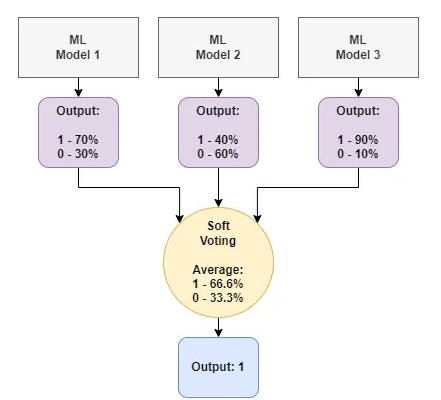 ML
Model 1
ML
Model 2
ML
Model 3
Output:
1 - 70%
0 - 30%
Output:
1 - 40%
0 - 60%
Output:
1 - 90%
0 - 10%
Soft
Voting
Average:
1 - 66.6%
0 - 33.3%
Output: 1